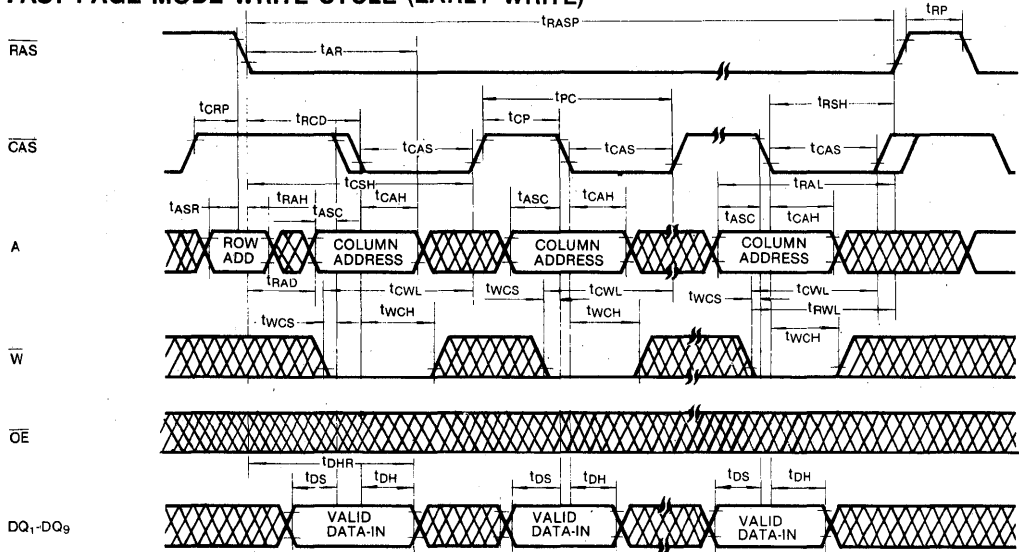 FAST PAGE MODE WRITE CYCLE (EARLY WRITE)
tRASP
tRP
RAS
tAR
tCRP
tRCD
tPC
tCP
tRSH
CAS
tCAS
tCAS
tCAS
tCSH
tRAL
tASR
tRAH
tASC
tCAH
tASC
tCAH
tASC
tCAH
A
ROW ADD
COLUMN ADDRESS
COLUMN ADDRESS
COLUMN ADDRESS
tRAD
tCWL
tWCS
tCWL
tWCS
tCWL
tRWL
tWCS
tWCH
tWCH
tWCH
W
OE
tDHR
tDS
tDH
tDS
tDH
tDS
tDH
DQ1-DQ9
VALID DATA-IN
VALID DATA-IN
VALID DATA-IN